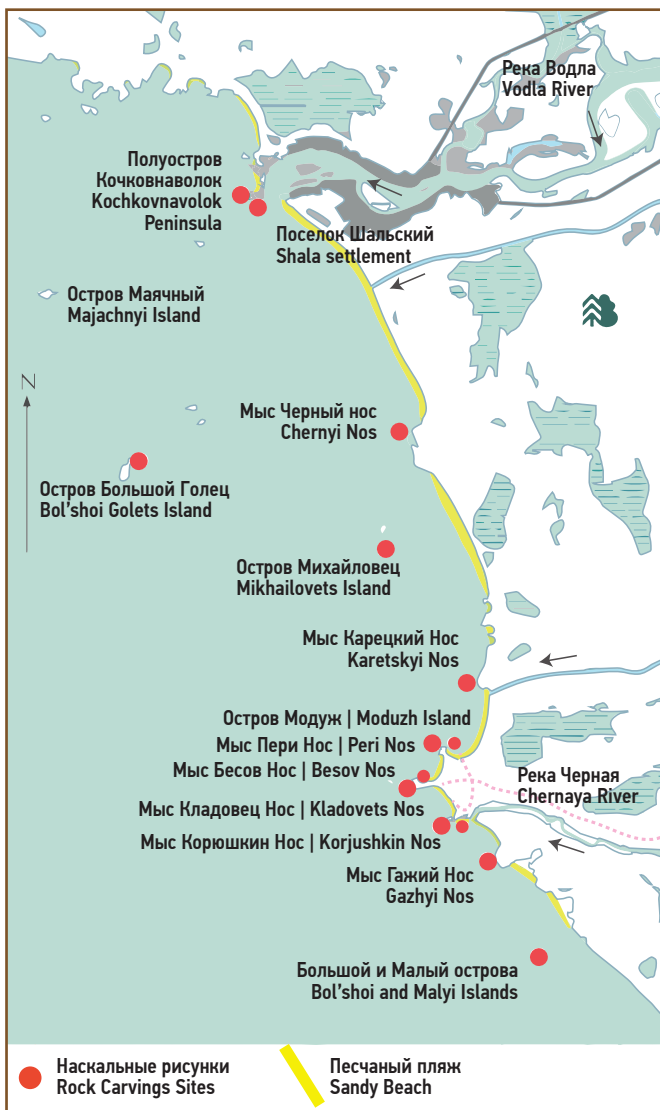 Река Водла
Vodla River
Полуостров
Кочковнаволок
Kochkovnavolok
Peninsula
Поселок Шальский
Shala settlement
Остров Маячный
Majachnyi Island
N
Мыс Черный нос
Chernyi Nos
Остров Большой Голец
Bol'shoi Golets Island
Остров Михайловец
Mikhailovets Island
Мыс Карецкий Нос
Karetskyi Nos
Остров Модуж | Moduzh Island
Мыс Пери Нос | Peri Nos
Мыс Бесов Нос | Besov Nos
Река Черная
Chernaya River
Мыс Кладовец Нос | Kladovets Nos
Мыс Корюшкин Нос | Korjushkin Nos
Мыс Гажий Нос
Gazhyi Nos
Большой и Малый острова
Bol'shoi and Malyi Islands
Наскальные рисунки
Rock Carvings Sites
Песчаный пляж
Sandy Beach